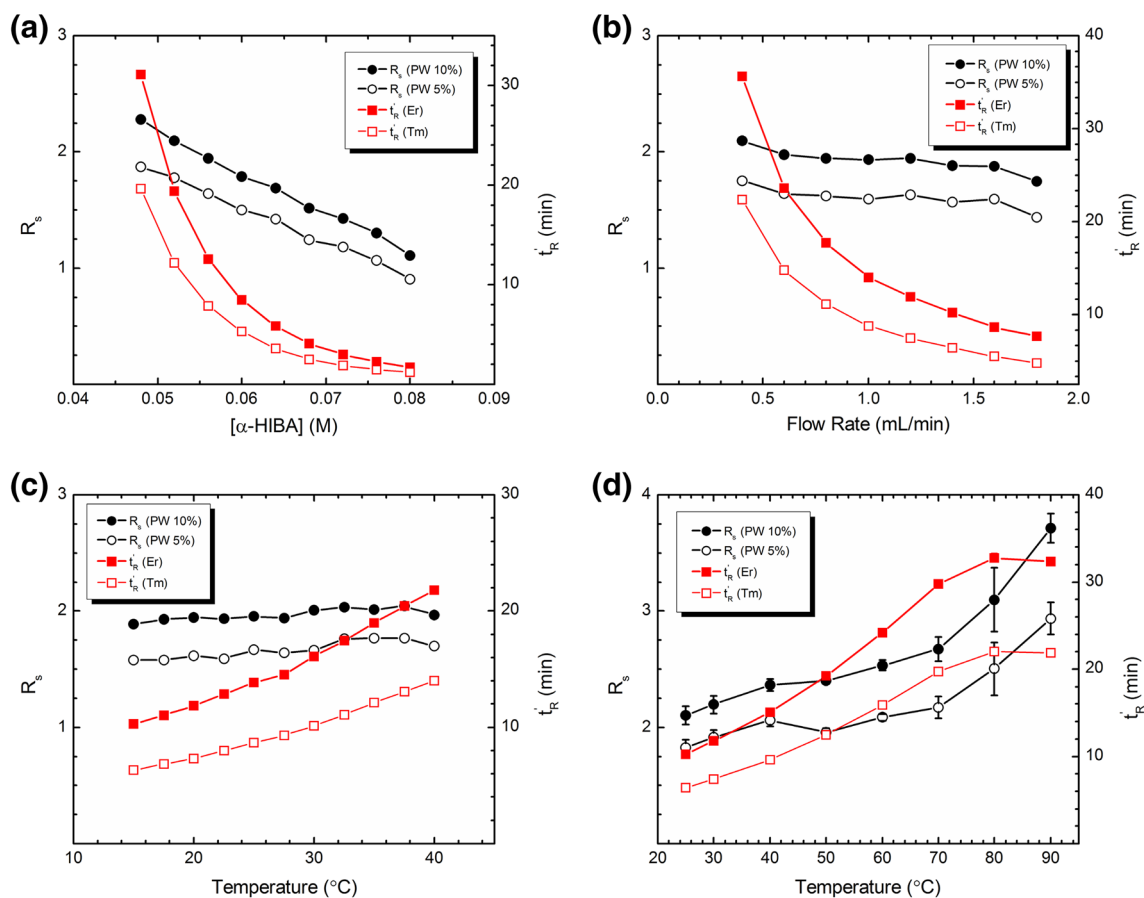 (a)
3
2
1
R_s
R_s (PW 10%)
R_s (PW 5%)
t'_R (Er)
t'_R (Tm)
30
20
10
t'_R (min)
0.04 0.05 0.06 0.07 0.08 0.09
[α-HIBA] (M)
(b)
3
2
1
R_s
R_s (PW 10%)
R_s (PW 5%)
t'_R (Er)
t'_R (Tm)
40
30
20
10
t'_R (min)
0.0 0.5 1.0 1.5 2.0
Flow Rate (mL/min)
(c)
3
2
1
R_s
R_s (PW 10%)
R_s (PW 5%)
t'_R (Er)
t'_R (Tm)
30
20
10
t'_R (min)
10 20 30 40
Temperature (°C)
(d)
4
3
2
1
R_s
R_s (PW 10%)
R_s (PW 5%)
t'_R (Er)
t'_R (Tm)
40
30
20
10
t'_R (min)
20 30 40 50 60 70 80 90
Temperature (°C)